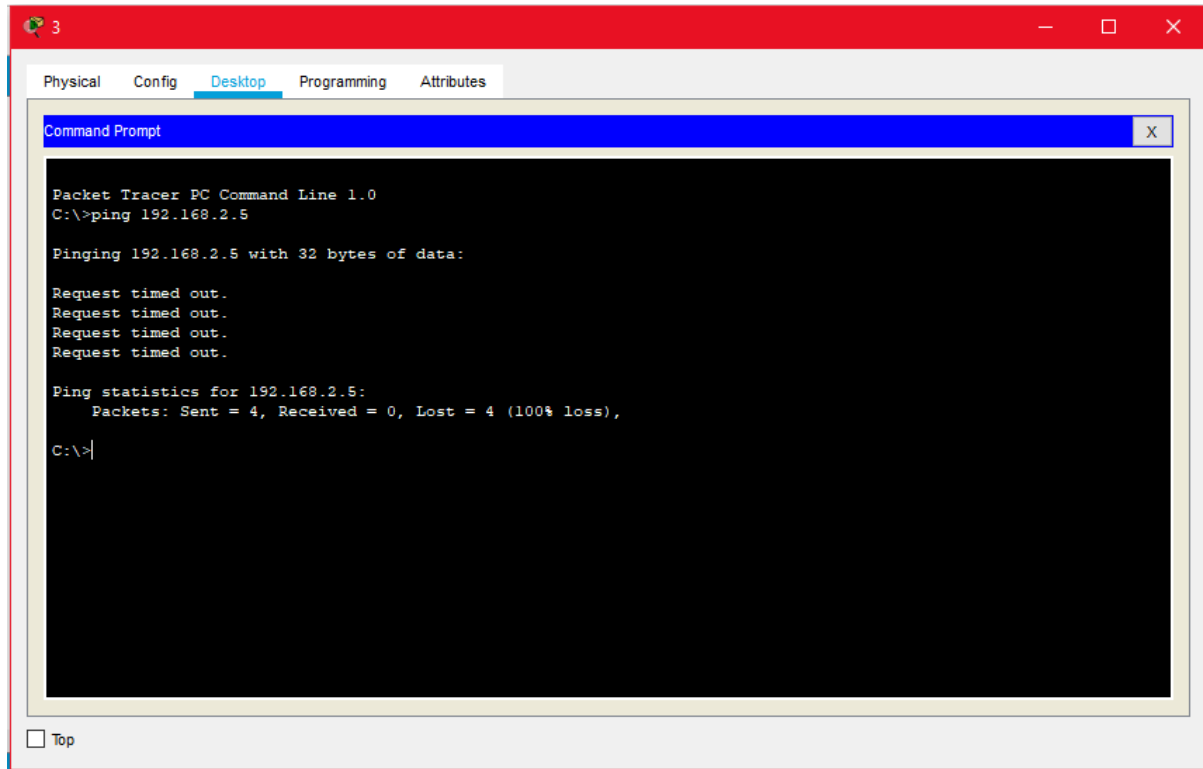 3
Physical Config Desktop Programming Attributes
Command Prompt X
Packet Tracer PC Command Line 1.0
C:\>ping 192.168.2.5
Pinging 192.168.2.5 with 32 bytes of data:
Request timed out.
Request timed out.
Request timed out.
Request timed out.
Ping statistics for 192.168.2.5:
Packets: Sent = 4, Received = 0, Lost = 4 (100% loss),
C:\>
Top